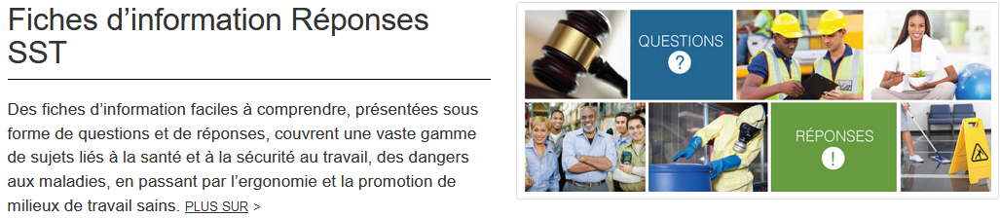 Fiches d’information Réponses
SST
Des fiches d’information faciles à comprendre, présentées sous
forme de questions et de réponses, couvrent une vaste gamme
de sujets liés à la santé et à la sécurité au travail, des dangers
aux maladies, en passant par l’ergonomie et la promotion de
milieux de travail sains. PLUS SUR >
QUESTIONS
?
RÉPONSES
!